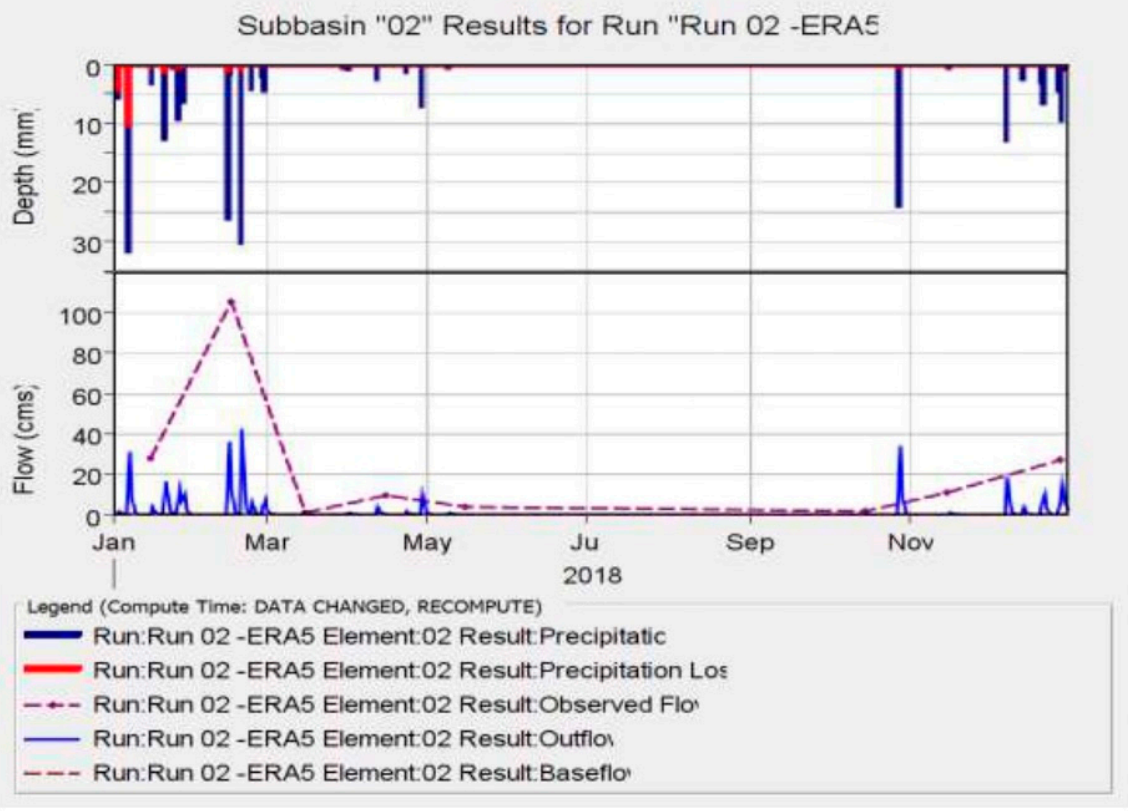 Subbasin "02" Results for Run "Run 02 -ERA5
Depth (mm)
0
10
20
30
Flow (cms)
100
80
60
40
20
0
Jan Mar May Ju Sep Nov
2018
Legend (Compute Time: DATA CHANGED, RECOMPUTE)
Run:Run 02 -ERA5 Element:02 Result:Precipitatic
Run:Run 02 -ERA5 Element:02 Result:Precipitation Los
Run:Run 02 -ERA5 Element:02 Result:Observed Flo
Run:Run 02 -ERA5 Element:02 Result:Outflo
Run:Run 02 -ERA5 Element:02 Result:Baseflo